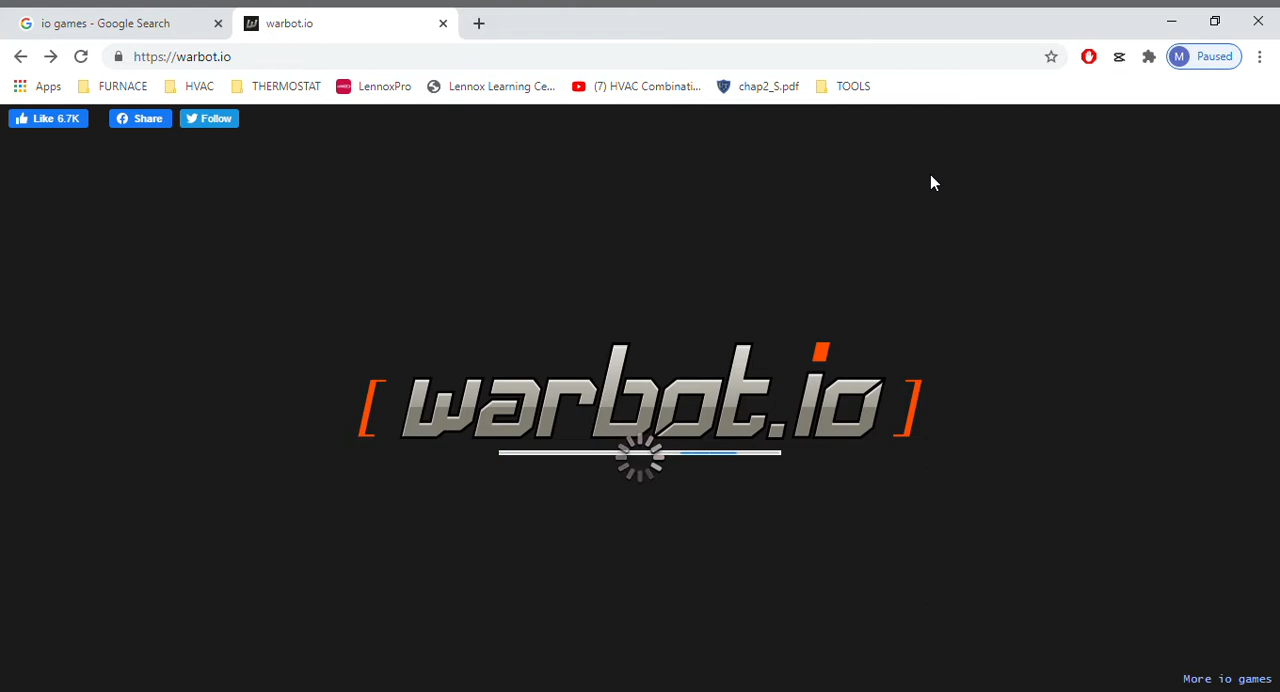 io games - Google Search
warbot.io
https://warbot.io
M Paused
Apps FURNACE HVAC THERMOSTAT LennoxPro Lennox Learning Ce... (7) HVAC Combinati... chap2_S.pdf TOOLS
Like 6.7K Share Follow
[ warbot.io ]
More io games